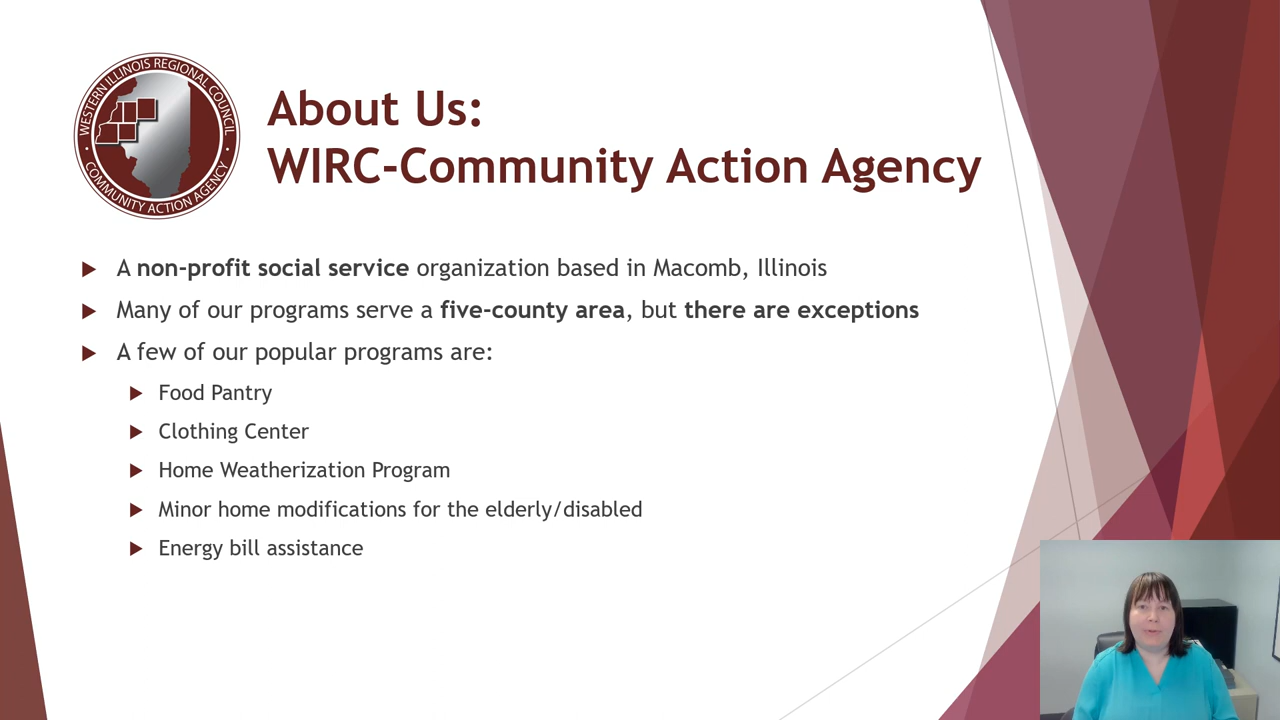 WESTERN ILLINOIS REGIONAL COUNCIL
• COMMUNITY ACTION AGENCY •
About Us:
WIRC-Community Action Agency
A non-profit social service organization based in Macomb, Illinois
Many of our programs serve a five-county area, but there are exceptions
A few of our popular programs are:
Food Pantry
Clothing Center
Home Weatherization Program
Minor home modifications for the elderly/disabled
Energy bill assistance